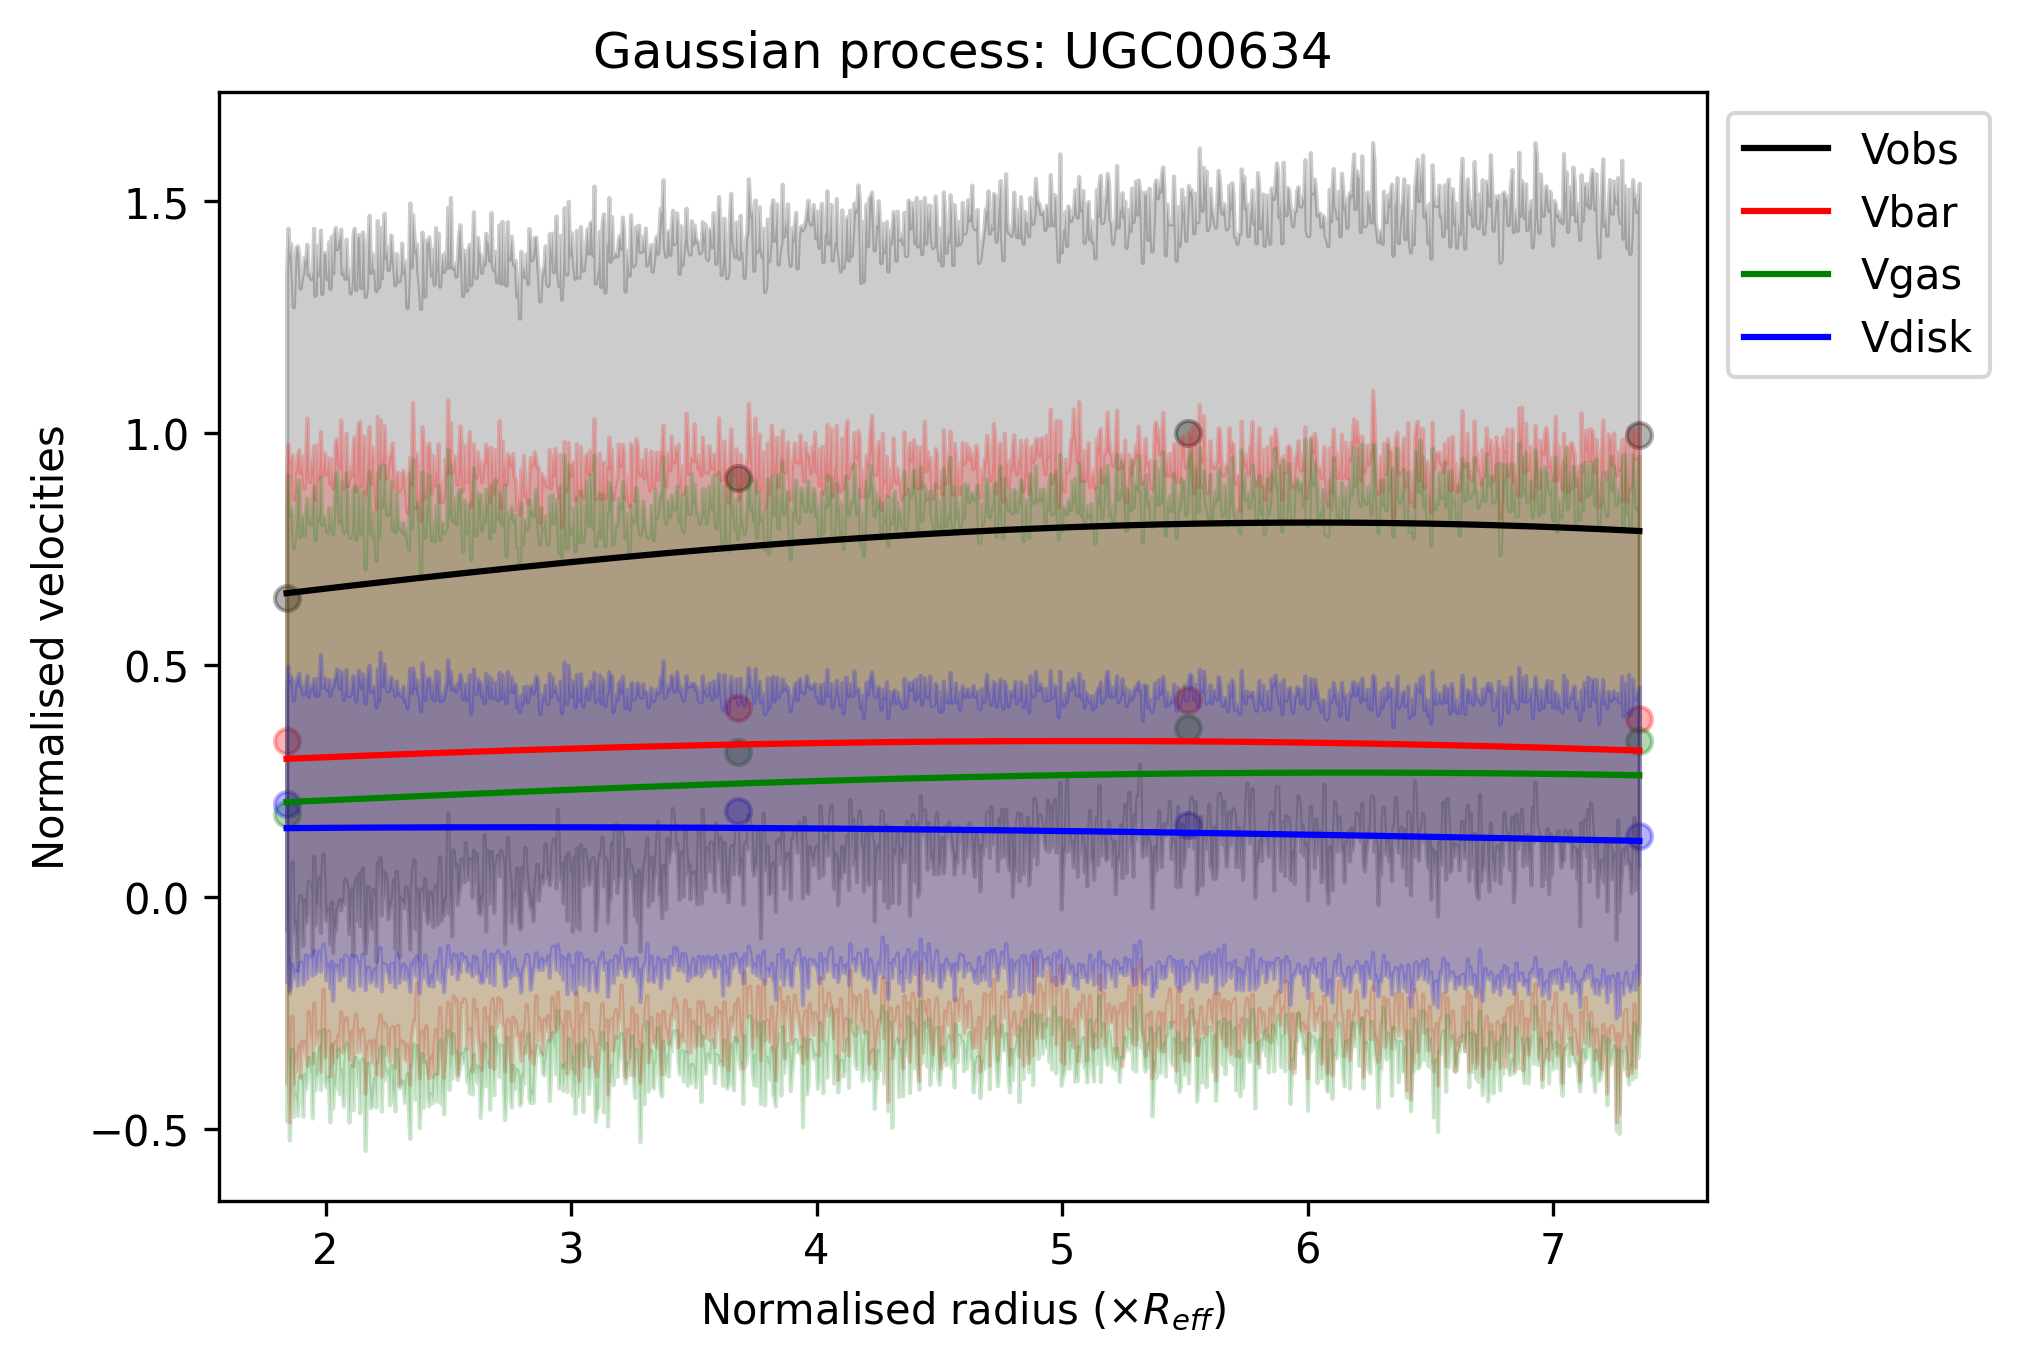 Gaussian process: UGC00634
Vobs
Vbar
Vgas
Vdisk
Normalised velocities
1.5
1.0
0.5
0.0
−0.5
2 3 4 5 6 7
Normalised radius (×R_eff)